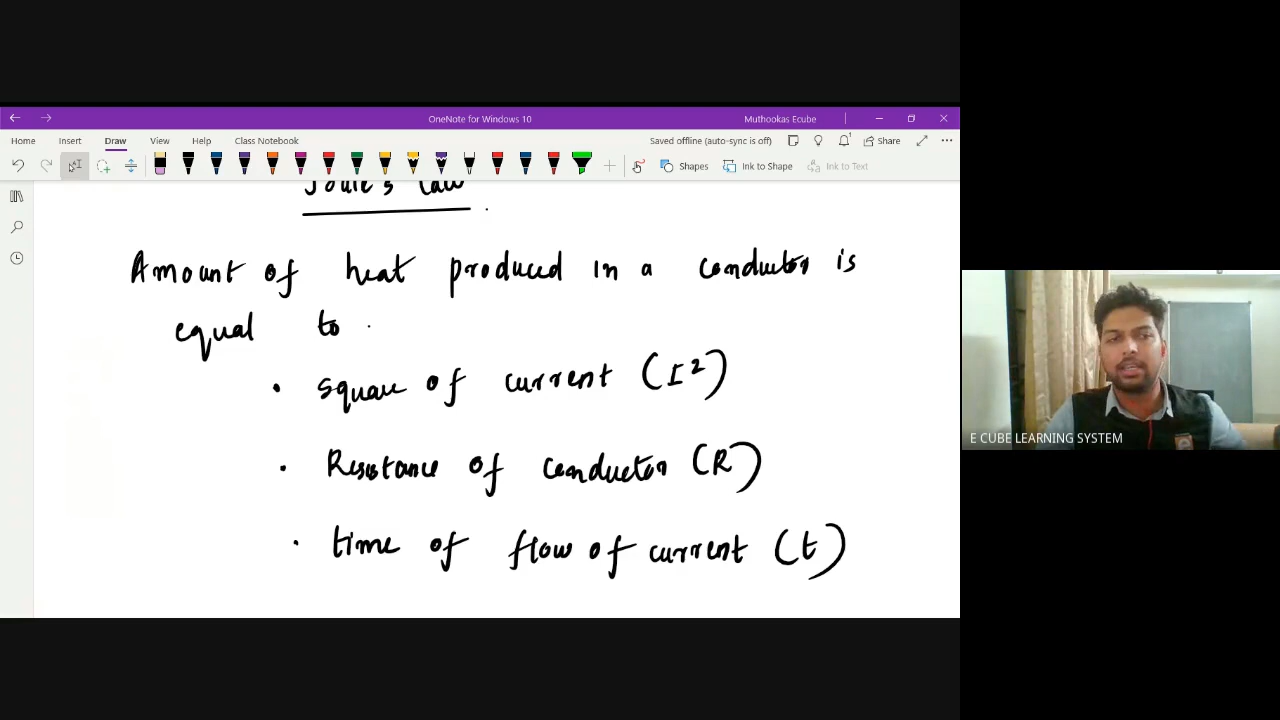 OneNote for Windows 10
Muthookas Ecube
Home Insert Draw View Help Class Notebook
Saved offline (auto-sync is off)
Share
Shapes
Ink to Shape
Ink to Text
Joule's law
Amount of heat produced in a conductor is
equal to
• square of current (I²)
• Resistance of conductor (R)
• time of flow of current (t)
E CUBE LEARNING SYSTEM